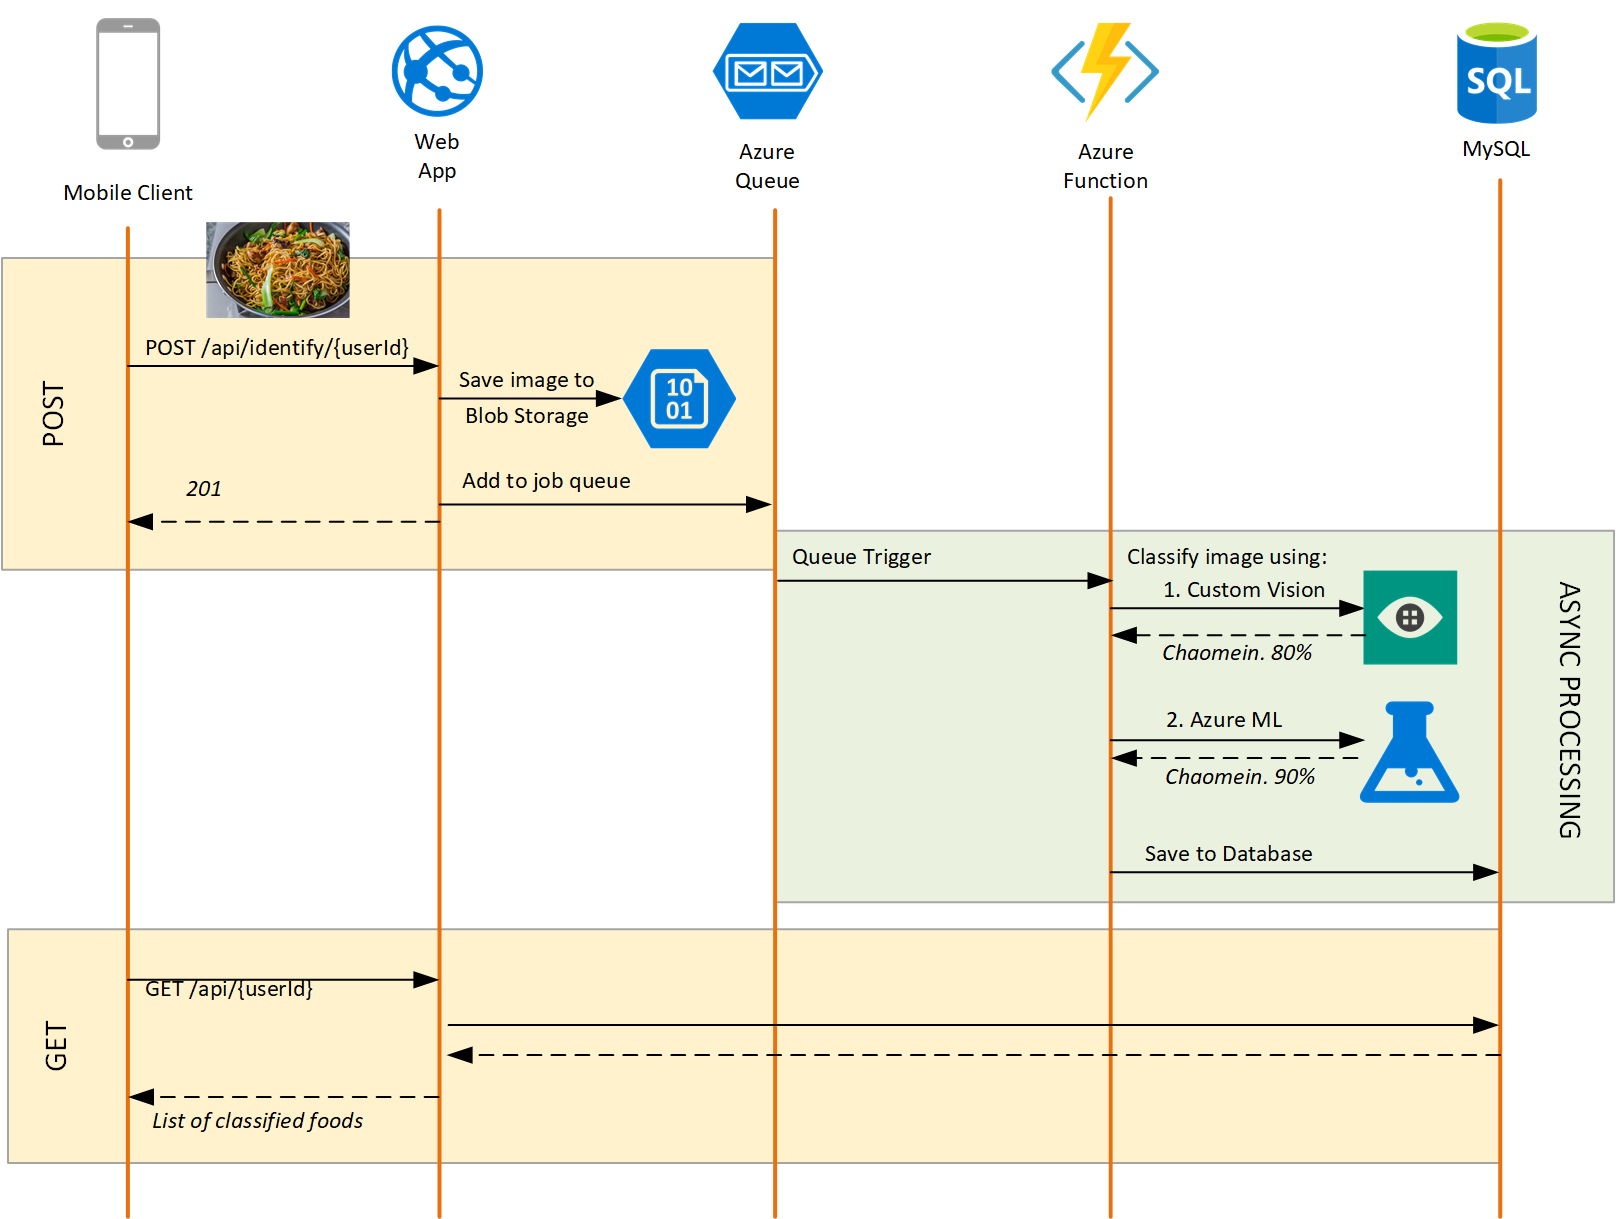 Mobile Client
Web
App
Azure
Queue
Azure
Function
SQL
MySQL
POST
POST /api/identify/{userId}
Save image to
Blob Storage
10
01
Add to job queue
201
Queue Trigger
Classify image using:
1. Custom Vision
Chaomein. 80%
2. Azure ML
Chaomein. 90%
Save to Database
ASYNC PROCESSING
GET
GET /api/{userId}
List of classified foods